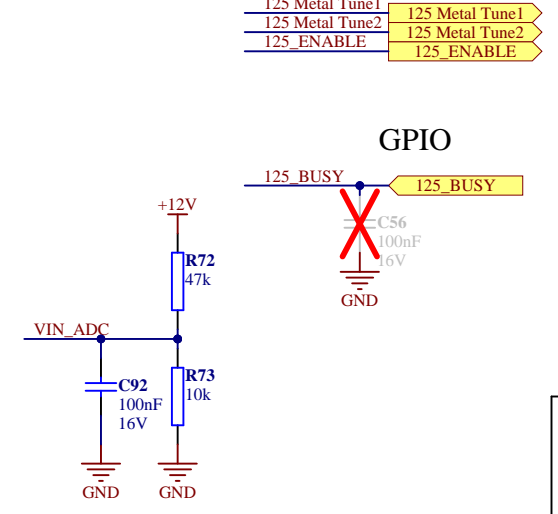 125 Metal Tune1
125 Metal Tune1
125 Metal Tune2
125 Metal Tune2
125_ENABLE
125_ENABLE
GPIO
125_BUSY
125_BUSY
C56
100nF
16V
GND
+12V
R72
47k
VIN_ADC
C92
100nF
16V
R73
10k
GND
GND